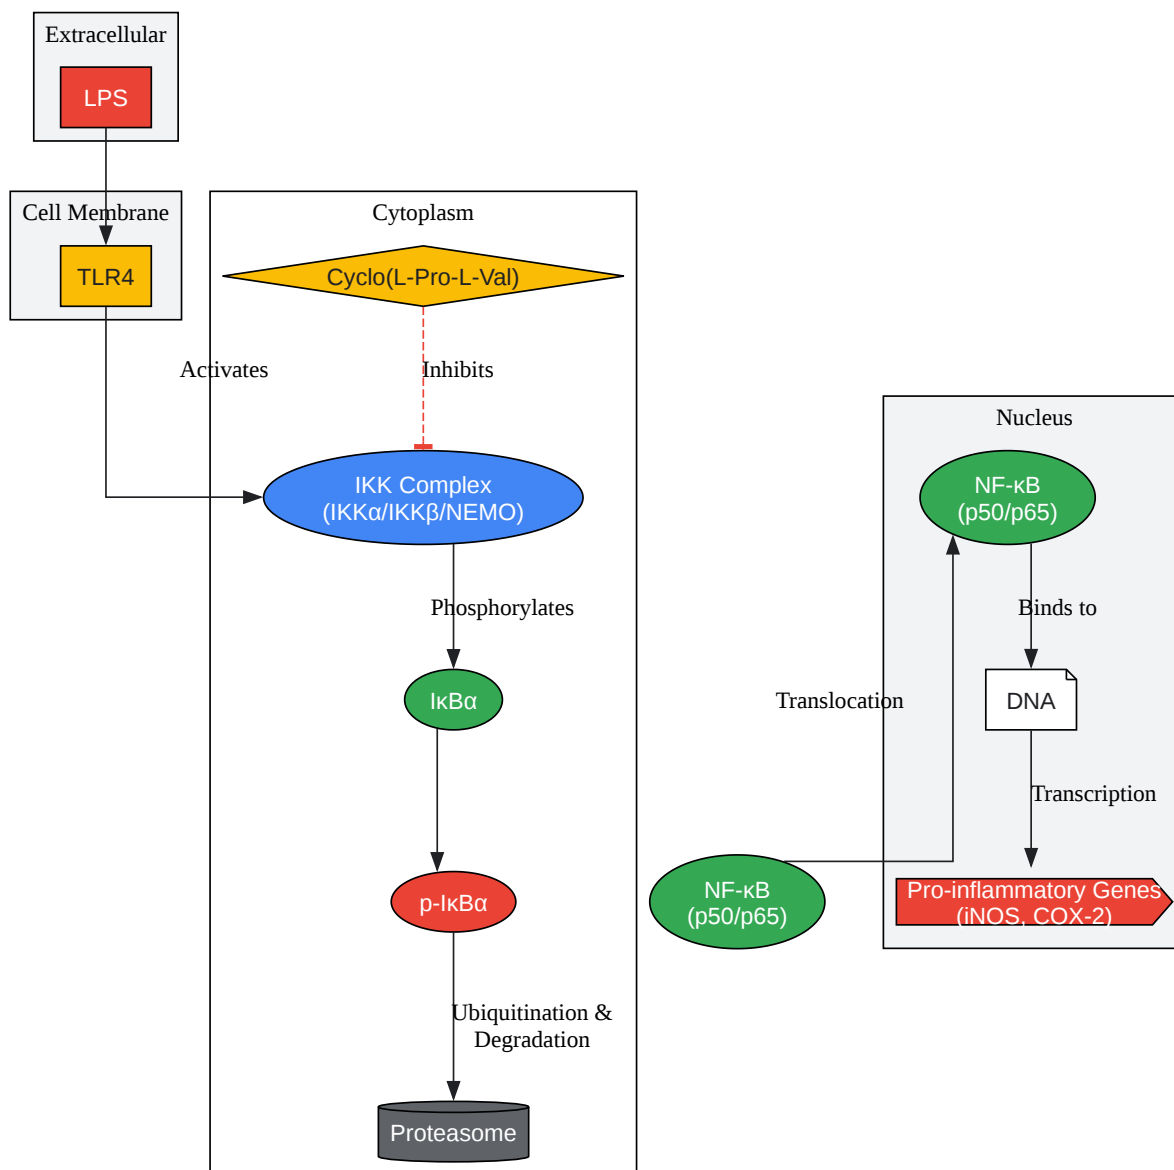 Extracellular
LPS
Cell Membrane
TLR4
Activates
Cytoplasm
Cyclo(L-Pro-L-Val)
Inhibits
IKK Complex
(IKKα/IKKβ/NEMO)
Phosphorylates
IκBα
p-IκBα
Ubiquitination &
Degradation
Proteasome
NF-κB
(p50/p65)
Translocation
Nucleus
NF-κB
(p50/p65)
Binds to
DNA
Transcription
Pro-inflammatory Genes
(iNOS, COX-2)